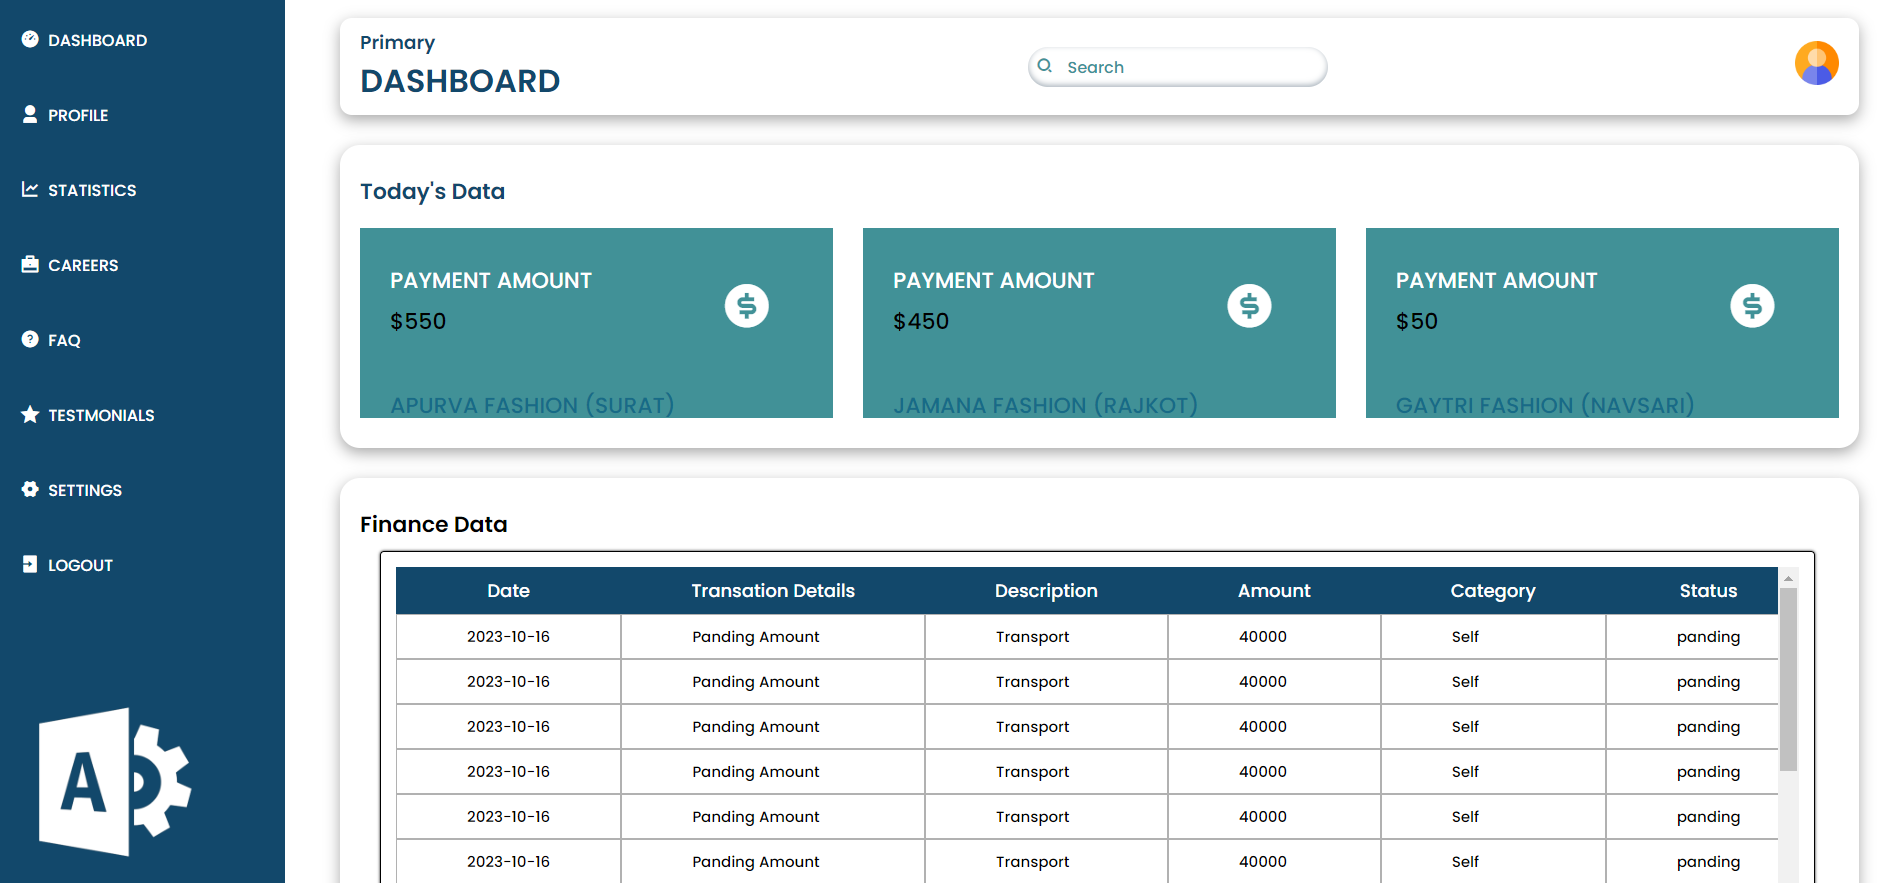 DASHBOARD
PROFILE
STATISTICS
CAREERS
FAQ
TESTMONIALS
SETTINGS
LOGOUT
A
Primary
DASHBOARD
Search
Today's Data
PAYMENT AMOUNT
$550
APURVA FASHION (SURAT)
PAYMENT AMOUNT
$450
JAMANA FASHION (RAJKOT)
PAYMENT AMOUNT
$50
GAYTRI FASHION (NAVSARI)
Finance Data
Date Transation Details Description Amount Category Status
2023-10-16 Panding Amount Transport 40000 Self panding
2023-10-16 Panding Amount Transport 40000 Self panding
2023-10-16 Panding Amount Transport 40000 Self panding
2023-10-16 Panding Amount Transport 40000 Self panding
2023-10-16 Panding Amount Transport 40000 Self panding
2023-10-16 Panding Amount Transport 40000 Self panding